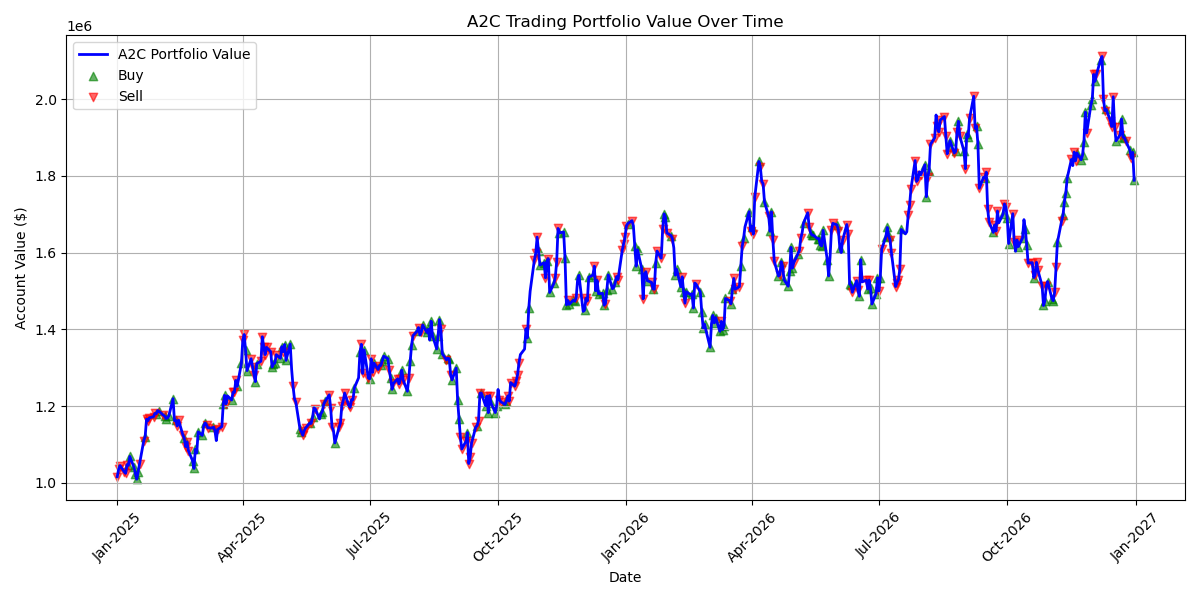 A2C Trading Portfolio Value Over Time
1e6
A2C Portfolio Value
Buy
Sell
Account Value ($)
2.0
1.8
1.6
1.4
1.2
1.0
Jan-2025
Apr-2025
Jul-2025
Oct-2025
Jan-2026
Apr-2026
Jul-2026
Oct-2026
Jan-2027
Date